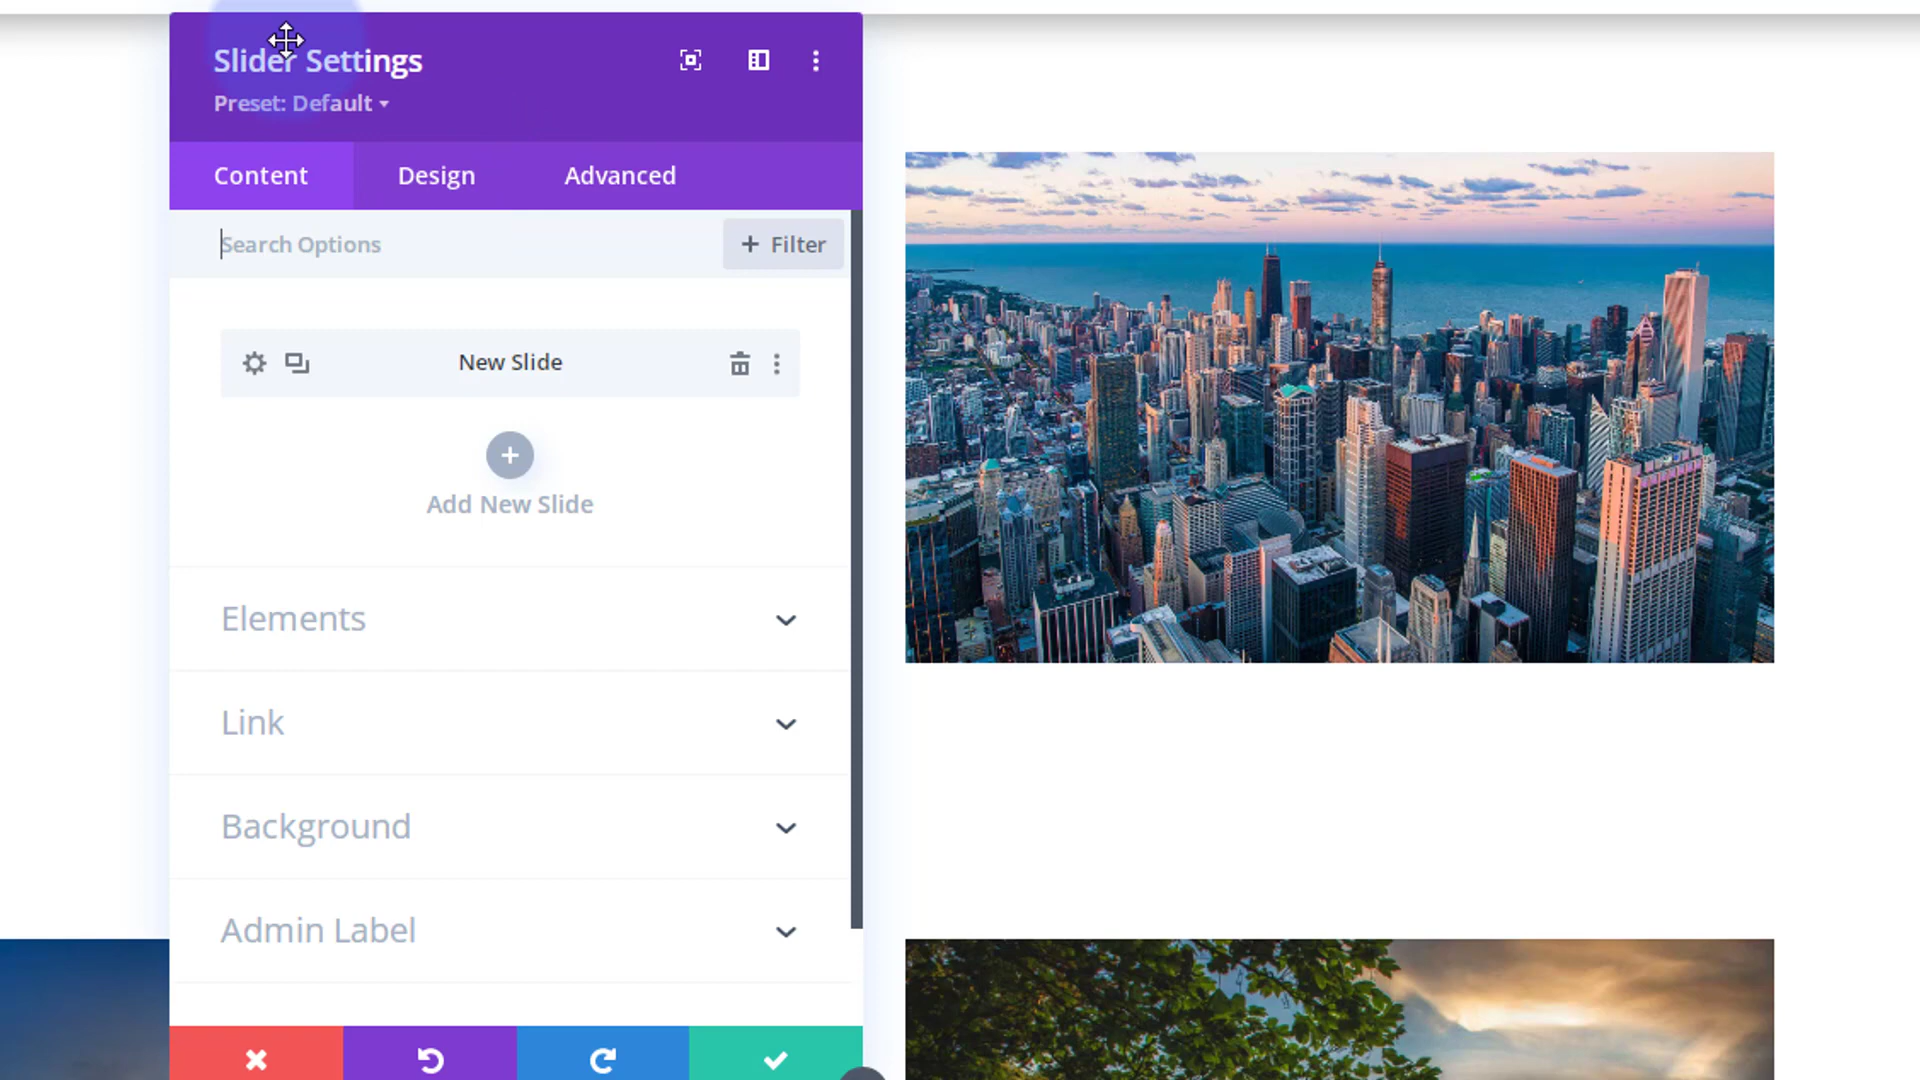 Slider Settings
Preset: Default
Content
Design
Advanced
Search Options
+ Filter
New Slide
Add New Slide
Elements
Link
Background
Admin Label